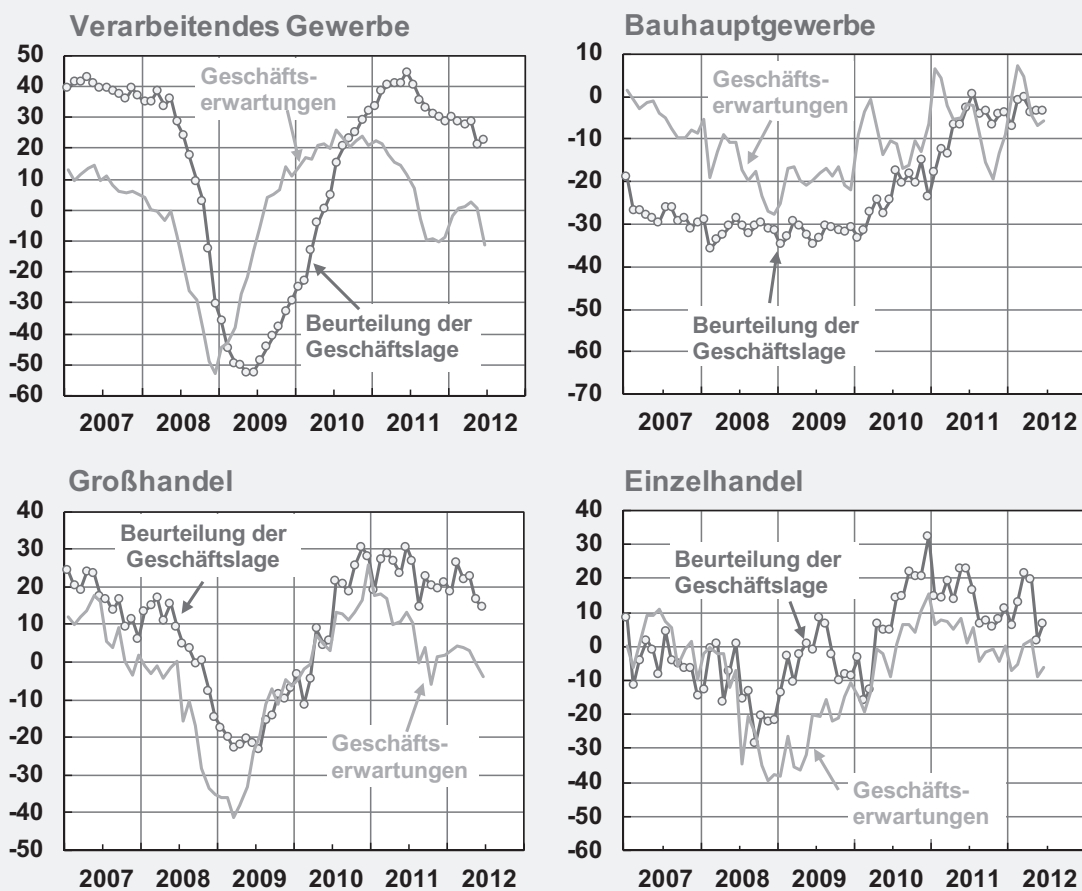 Verarbeitendes Gewerbe
50
40
30
20
10
0
-10
-20
-30
-40
-50
-60
Geschäfts-
erwartungen
Beurteilung der
Geschäftslage
2007 2008 2009 2010 2011 2012
Bauhauptgewerbe
10
0
-10
-20
-30
-40
-50
-60
-70
Geschäfts-
erwartungen
Beurteilung der
Geschäftslage
2007 2008 2009 2010 2011 2012
Großhandel
40
30
20
10
0
-10
-20
-30
-40
-50
Beurteilung der
Geschäftslage
Geschäfts-
erwartungen
2007 2008 2009 2010 2011 2012
Einzelhandel
40
30
20
10
0
-10
-20
-30
-40
-50
-60
Beurteilung der
Geschäftslage
Geschäfts-
erwartungen
2007 2008 2009 2010 2011 2012